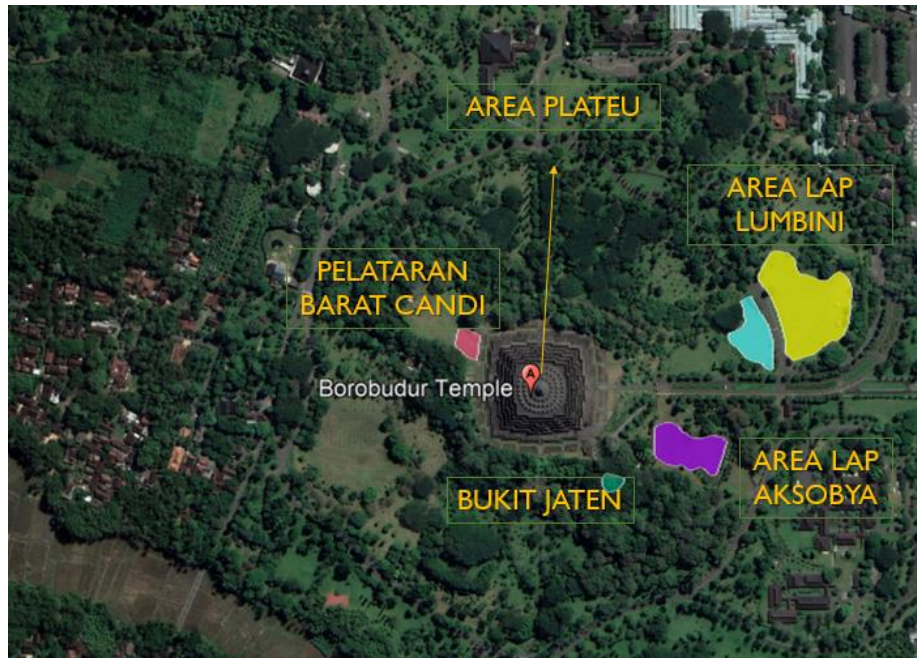 AREA PLATEU
AREA LAP
LUMBINI
PELATARAN
BARAT CANDI
A
Borobudur Temple
BUKIT JATEN
AREA LAP
AKSOBYA